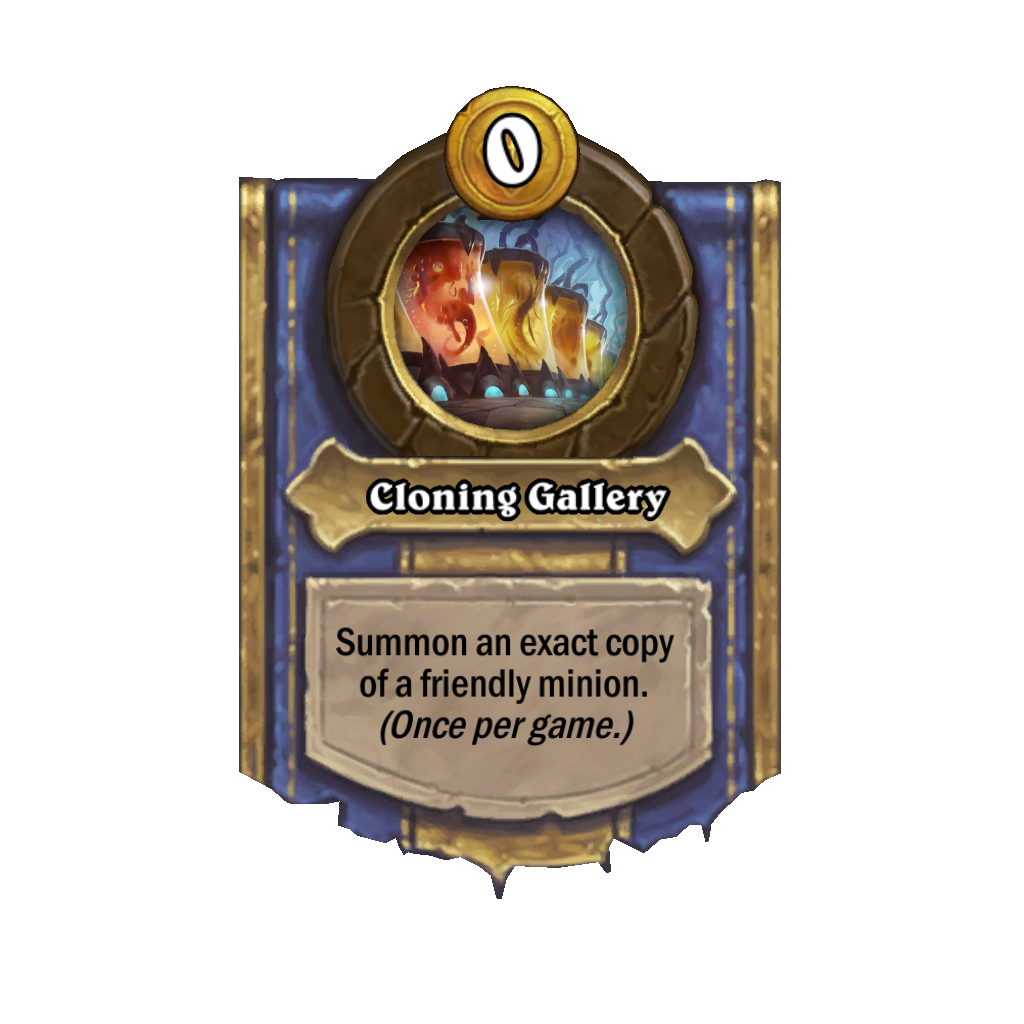 0
Cloning Gallery
Summon an exact copy
of a friendly minion.
(Once per game.)